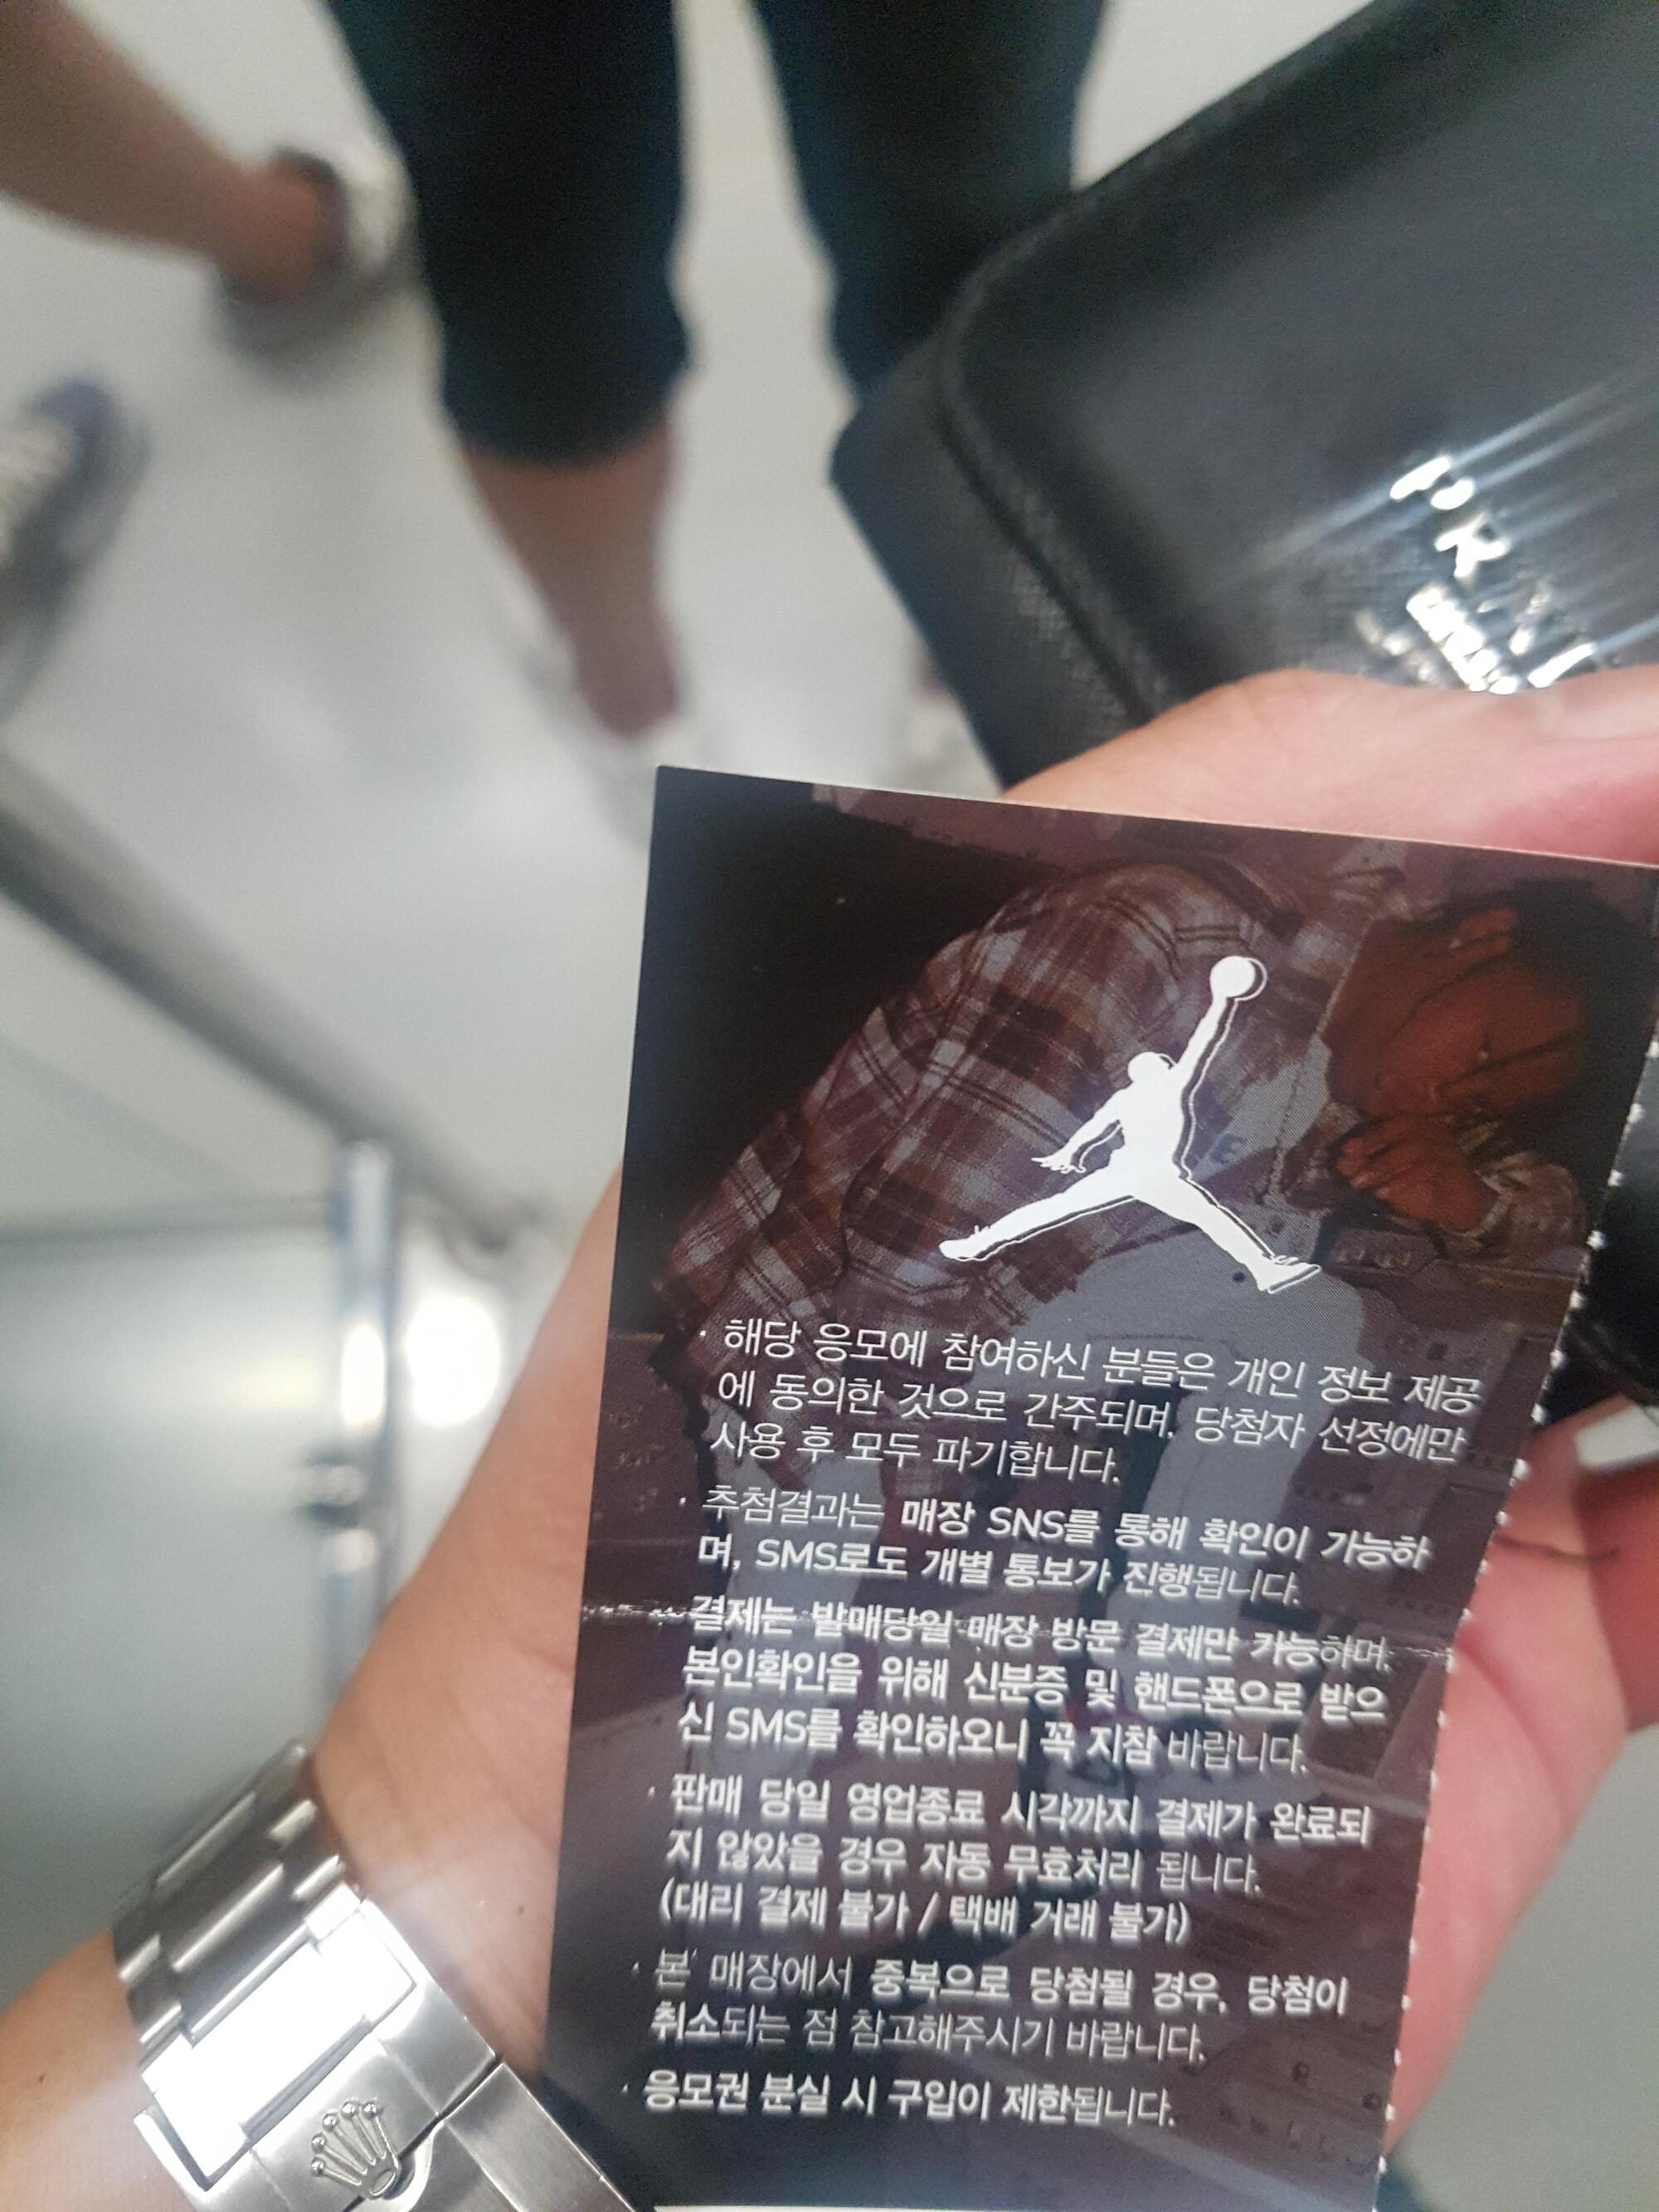 · 해당 응모에 참여하신 분들은 개인 정보 제공
에 동의한 것으로 간주되며, 당첨자 선정에만
사용 후 모두 파기합니다.
· 추첨결과는 매장 SNS를 통해 확인이 가능하
며, SMS로도 개별 통보가 진행됩니다.
결제는 발매당일 매장 방문 결제만 가능하며,
본인확인을 위해 신분증 및 핸드폰으로 받으
신 SMS를 확인하오니 꼭 지참 바랍니다.
· 판매 당일 영업종료 시각까지 결제가 완료되
지 않았을 경우 자동 무효처리 됩니다.
(대리 결제 불가 / 택배 거래 불가)
· 본 매장에서 중복으로 당첨될 경우, 당첨이
취소되는 점 참고해주시기 바랍니다.
· 응모권 분실 시 구입이 제한됩니다.